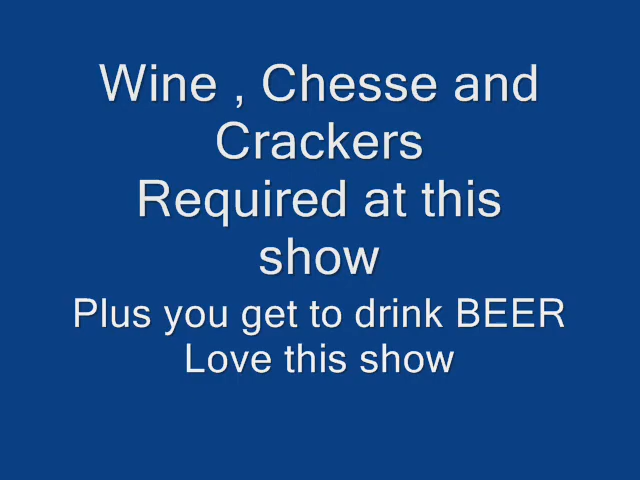 Wine , Chesse and
Crackers
Required at this
show
Plus you get to drink BEER
Love this show